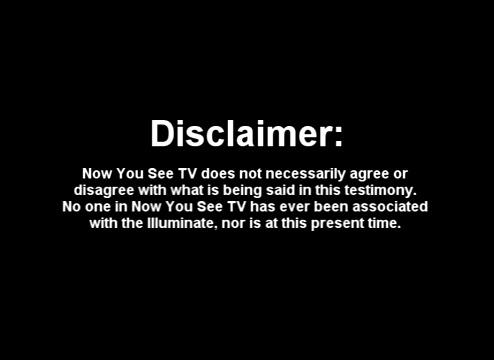 Disclaimer:
Now You See TV does not necessarily agree or
disagree with what is being said in this testimony.
No one in Now You See TV has ever been associated
with the Illuminate, nor is at this present time.